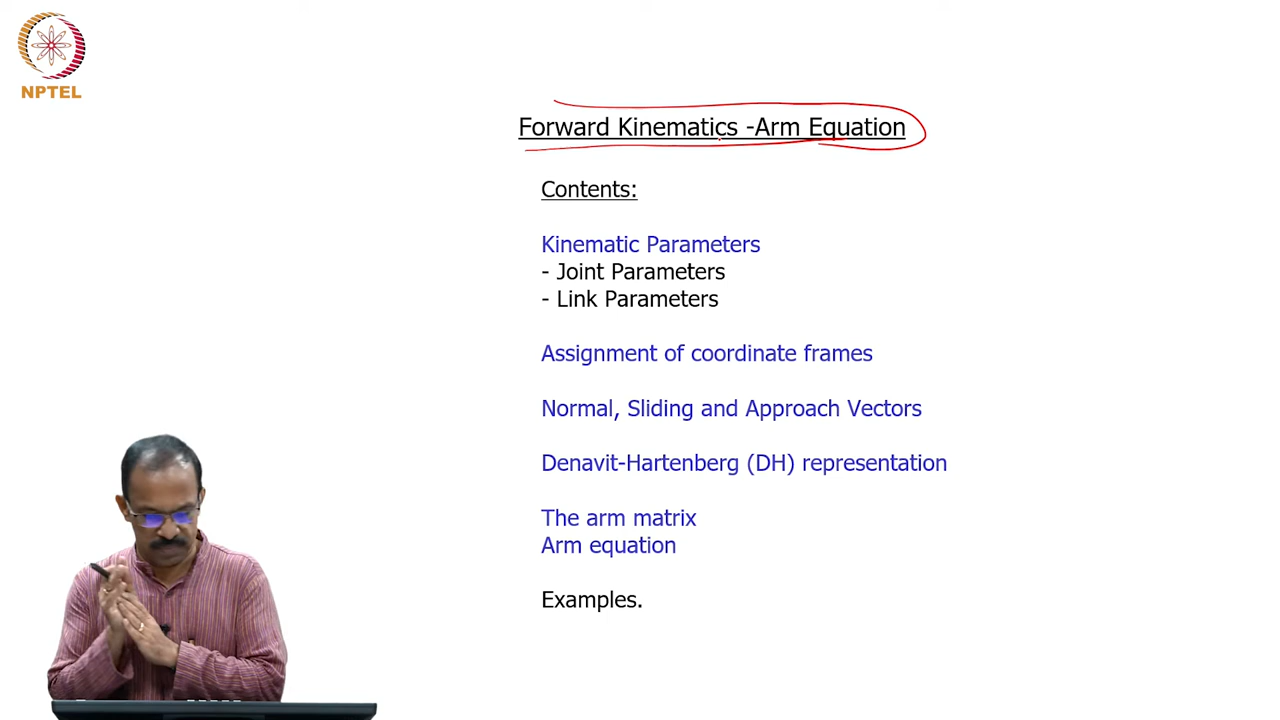 NPTEL
Forward Kinematics -Arm Equation
Contents:
Kinematic Parameters
- Joint Parameters
- Link Parameters
Assignment of coordinate frames
Normal, Sliding and Approach Vectors
Denavit-Hartenberg (DH) representation
The arm matrix
Arm equation
Examples.